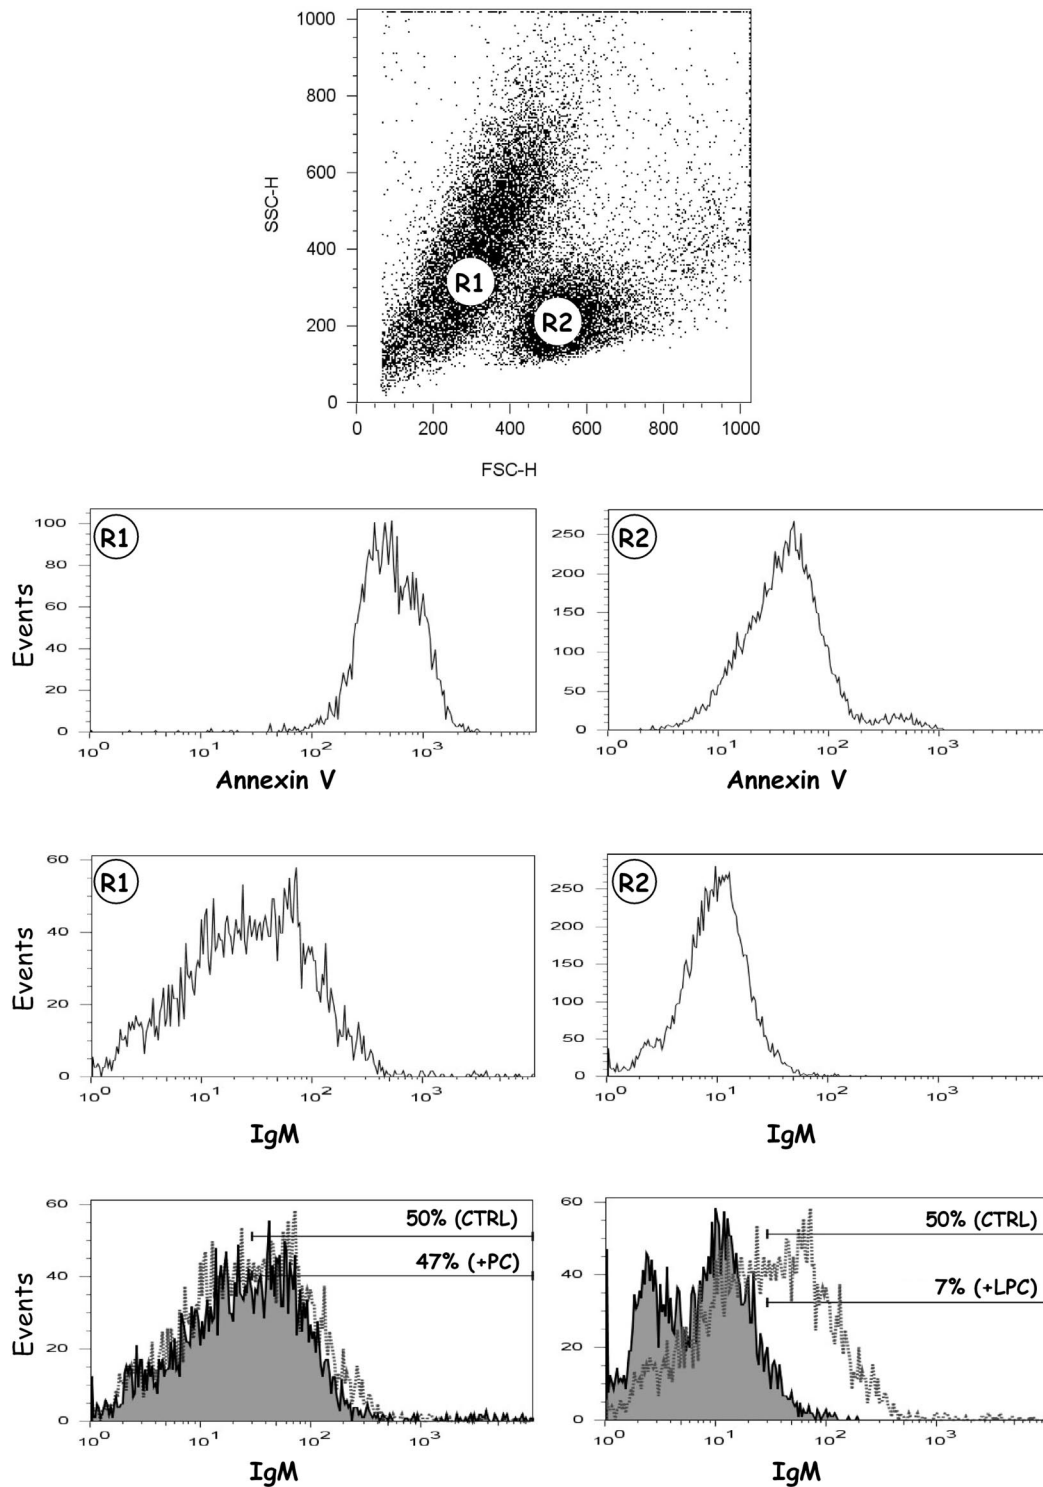 1000
800
600
400
200
0
SSC-H
R1
R2
0 200 400 600 800 1000
FSC-H
R1
100
80
60
40
20
0
Events
10^0 10^1 10^2 10^3
Annexin V
R2
250
200
150
100
50
0
10^0 10^1 10^2 10^3
Annexin V
R1
60
40
20
0
Events
10^0 10^1 10^2 10^3
IgM
R2
250
200
150
100
50
0
10^0 10^1 10^2 10^3
IgM
60
40
20
0
Events
50% (CTRL)
47% (+PC)
10^0 10^1 10^2 10^3
IgM
60
40
20
0
50% (CTRL)
7% (+LPC)
10^0 10^1 10^2 10^3
IgM